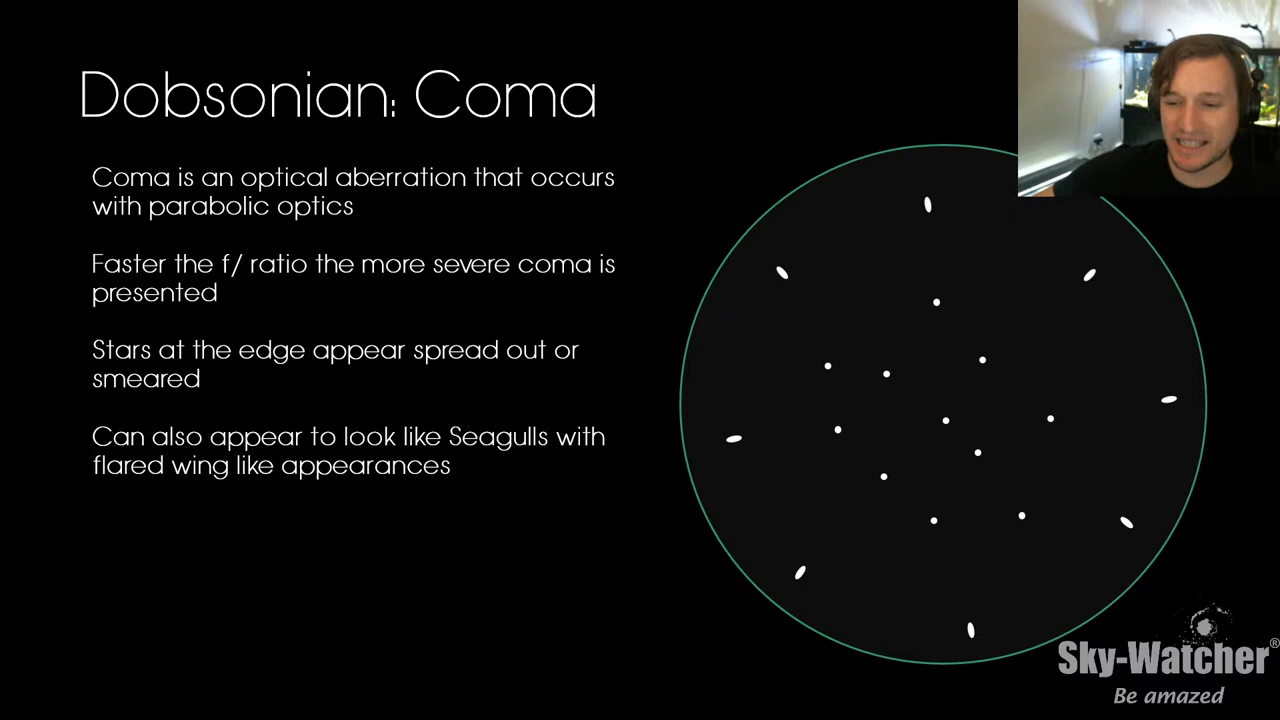 Dobsonian: Coma
Coma is an optical aberration that occurs
with parabolic optics
Faster the f/ ratio the more severe coma is
presented
Stars at the edge appear spread out or
smeared
Can also appear to look like Seagulls with
flared wing like appearances
Sky-Watcher®
Be amazed